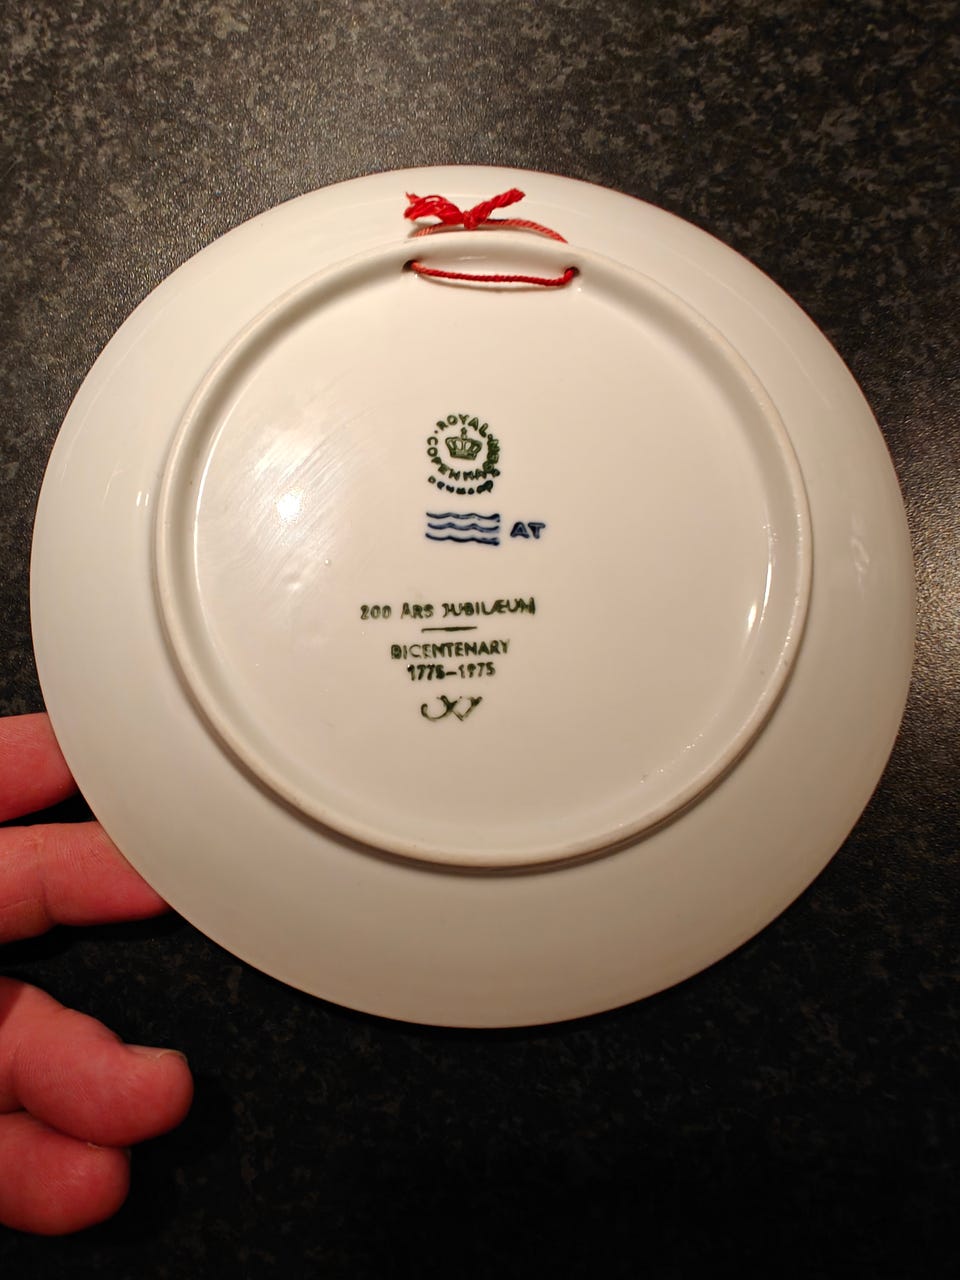 ROYAL COPENHAGEN
DENMARK
AT
200 ÅRS JUBILÆUM
BICENTENARY
1775–1975